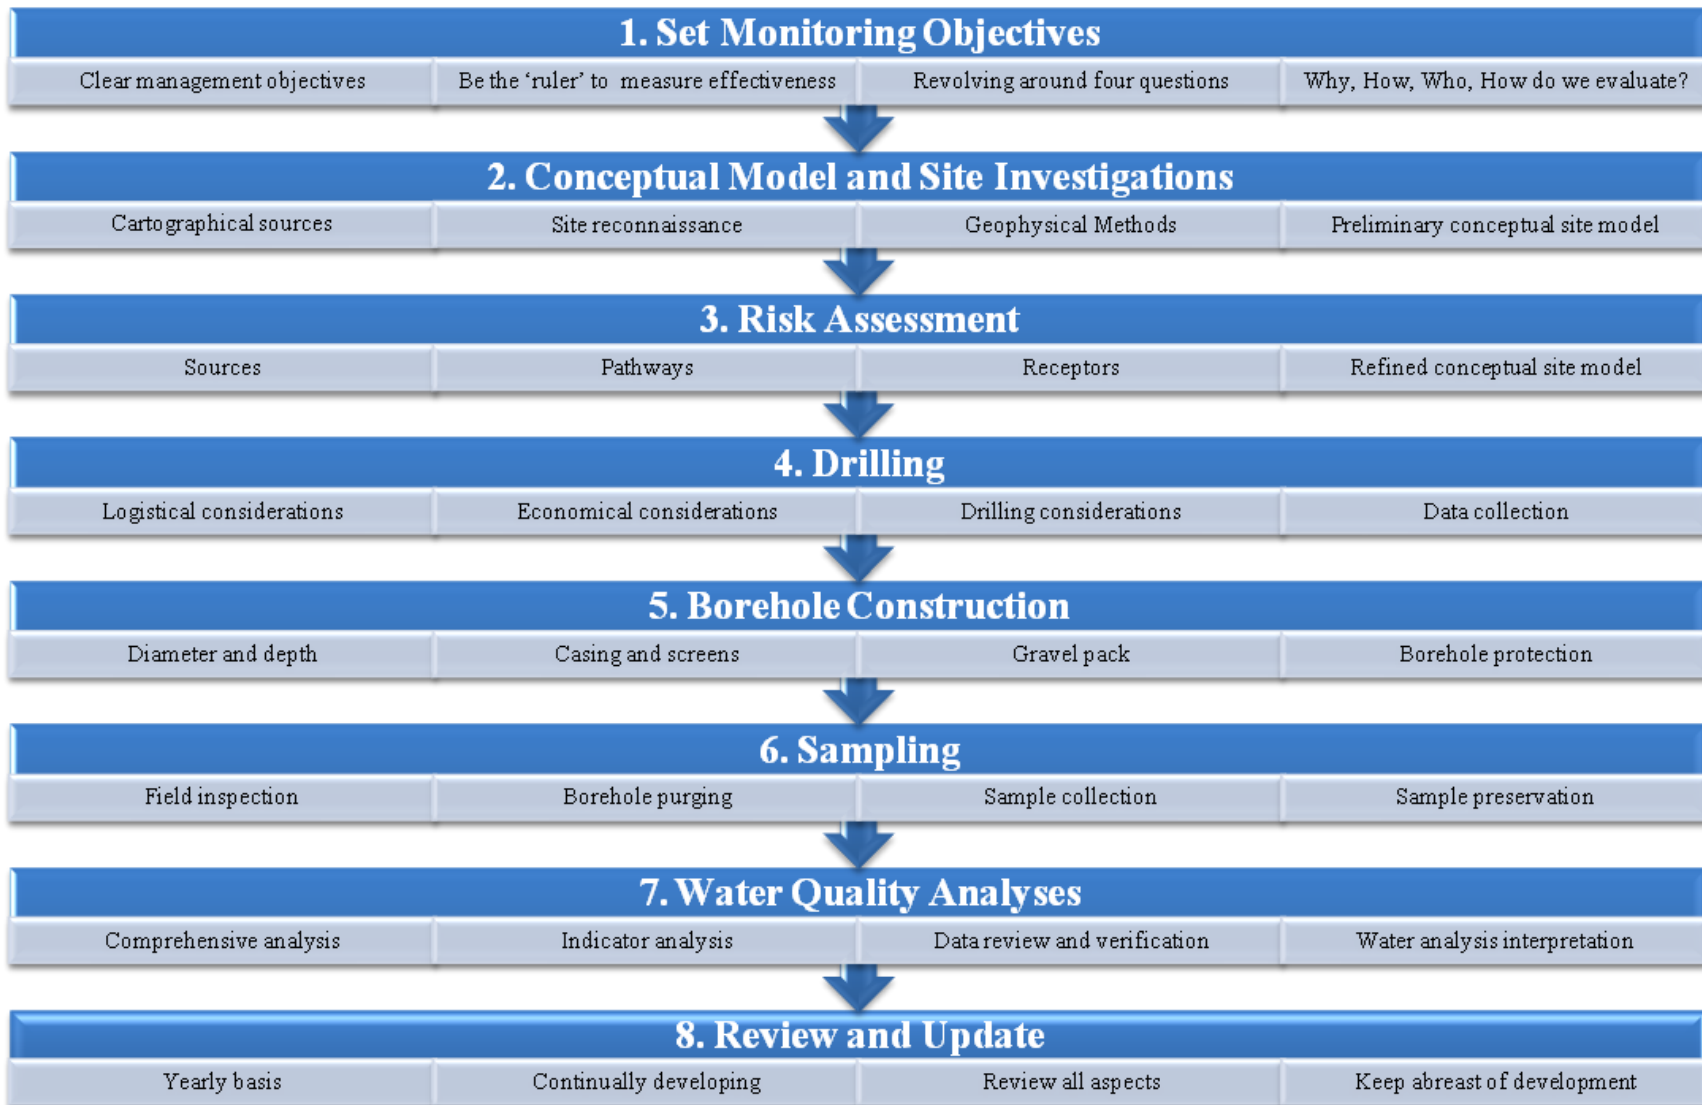 1. Set Monitoring Objectives
Clear management objectives
Be the ‘ruler’ to measure effectiveness
Revolving around four questions
Why, How, Who, How do we evaluate?
2. Conceptual Model and Site Investigations
Cartographical sources
Site reconnaissance
Geophysical Methods
Preliminary conceptual site model
3. Risk Assessment
Sources
Pathways
Receptors
Refined conceptual site model
4. Drilling
Logistical considerations
Economical considerations
Drilling considerations
Data collection
5. Borehole Construction
Diameter and depth
Casing and screens
Gravel pack
Borehole protection
6. Sampling
Field inspection
Borehole purging
Sample collection
Sample preservation
7. Water Quality Analyses
Comprehensive analysis
Indicator analysis
Data review and verification
Water analysis interpretation
8. Review and Update
Yearly basis
Continually developing
Review all aspects
Keep abreast of development